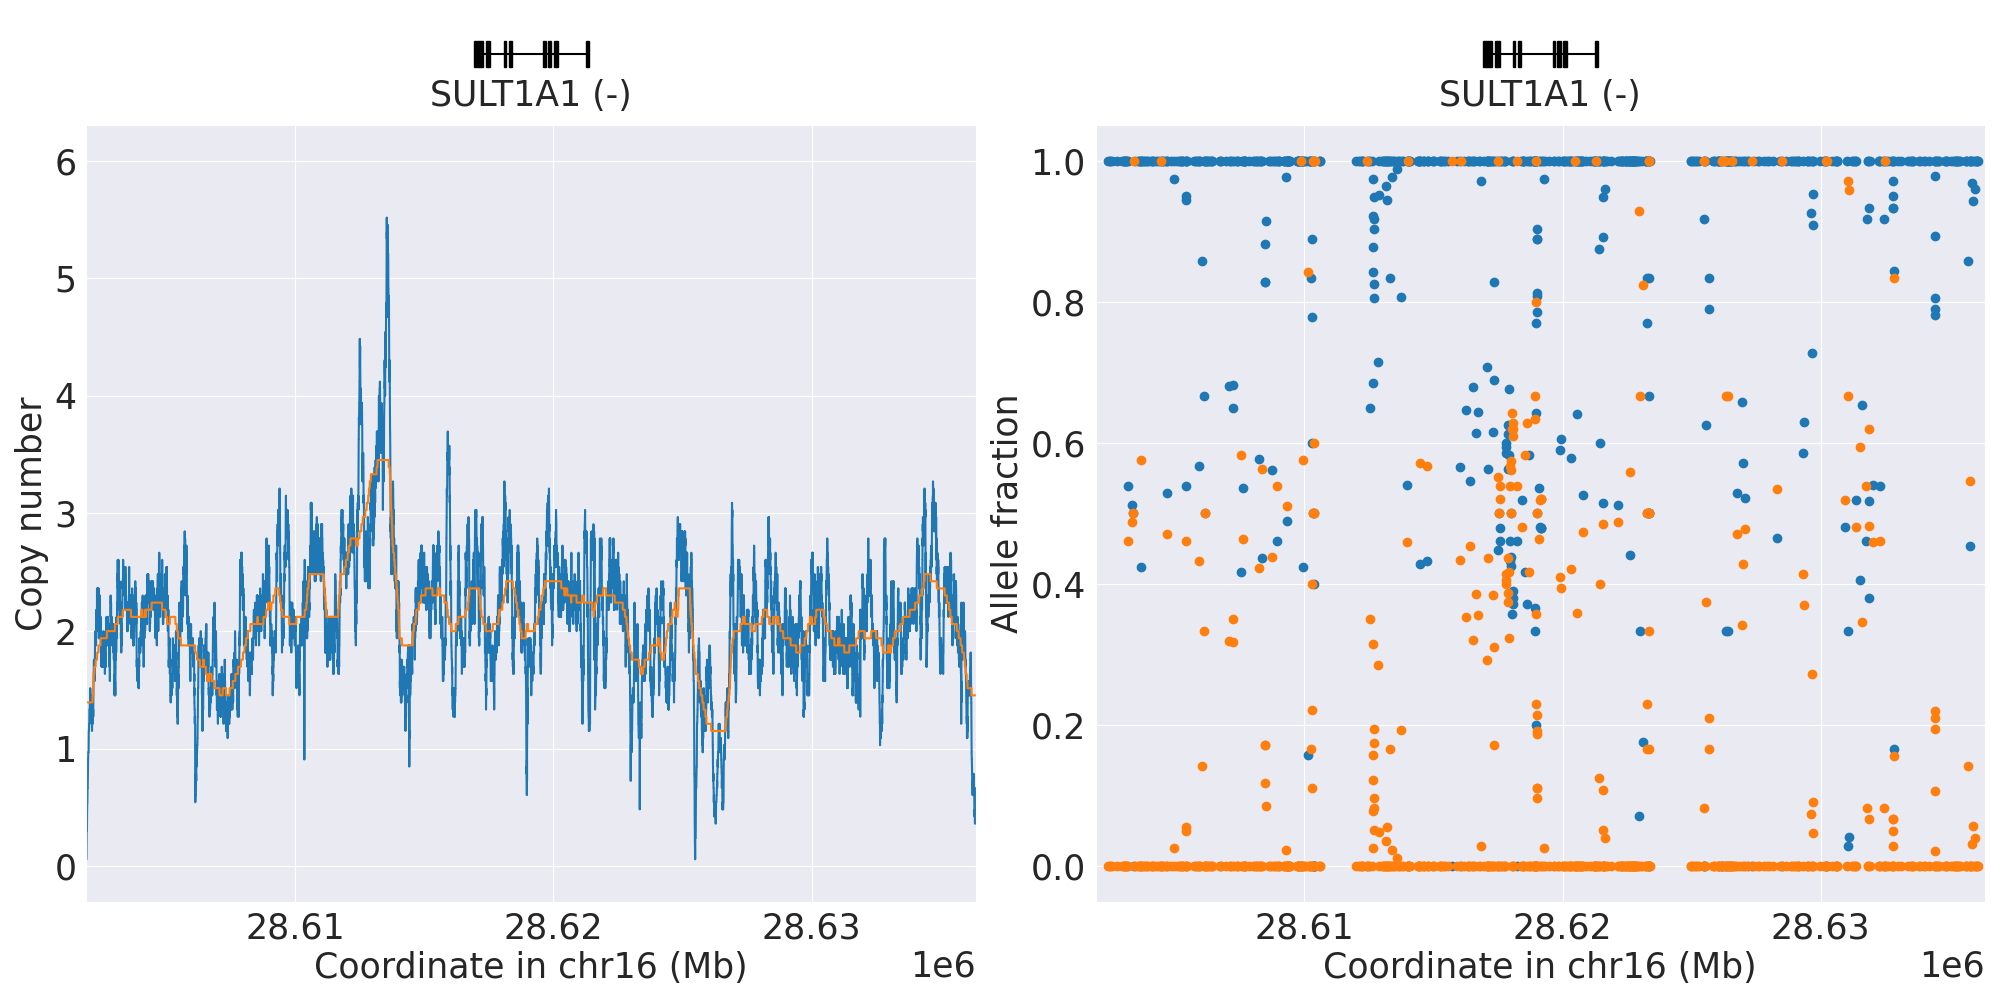 SULT1A1 (-)
6
5
4
3
2
1
0
Copy number
28.61
28.62
28.63
Coordinate in chr16 (Mb)
1e6
SULT1A1 (-)
1.0
0.8
0.6
0.4
0.2
0.0
Allele fraction
28.61
28.62
28.63
Coordinate in chr16 (Mb)
1e6